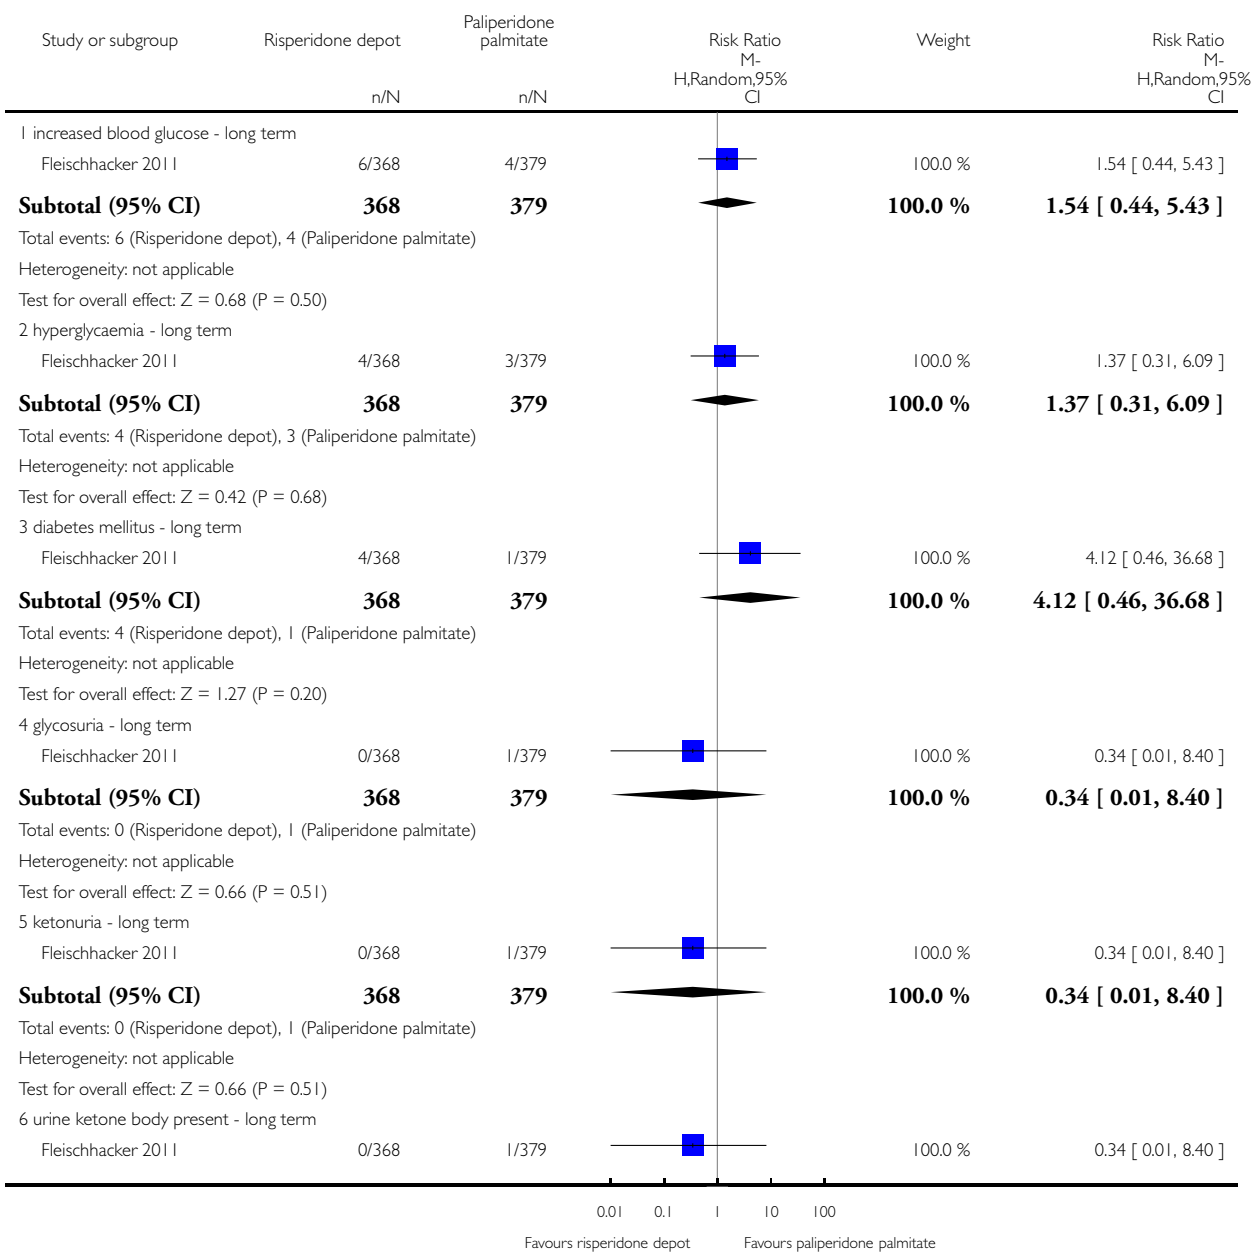 Study or subgroup Risperidone depot Paliperidone palmitate Risk Ratio Weight Risk Ratio
n/N n/N M-H,Random,95% CI M-H,Random,95% CI
1 increased blood glucose - long term
Fleischhacker 2011 6/368 4/379 100.0 % 1.54 [ 0.44, 5.43 ]
Subtotal (95% CI) 368 379 100.0 % 1.54 [ 0.44, 5.43 ]
Total events: 6 (Risperidone depot), 4 (Paliperidone palmitate)
Heterogeneity: not applicable
Test for overall effect: Z = 0.68 (P = 0.50)
2 hyperglycaemia - long term
Fleischhacker 2011 4/368 3/379 100.0 % 1.37 [ 0.31, 6.09 ]
Subtotal (95% CI) 368 379 100.0 % 1.37 [ 0.31, 6.09 ]
Total events: 4 (Risperidone depot), 3 (Paliperidone palmitate)
Heterogeneity: not applicable
Test for overall effect: Z = 0.42 (P = 0.68)
3 diabetes mellitus - long term
Fleischhacker 2011 4/368 1/379 100.0 % 4.12 [ 0.46, 36.68 ]
Subtotal (95% CI) 368 379 100.0 % 4.12 [ 0.46, 36.68 ]
Total events: 4 (Risperidone depot), 1 (Paliperidone palmitate)
Heterogeneity: not applicable
Test for overall effect: Z = 1.27 (P = 0.20)
4 glycosuria - long term
Fleischhacker 2011 0/368 1/379 100.0 % 0.34 [ 0.01, 8.40 ]
Subtotal (95% CI) 368 379 100.0 % 0.34 [ 0.01, 8.40 ]
Total events: 0 (Risperidone depot), 1 (Paliperidone palmitate)
Heterogeneity: not applicable
Test for overall effect: Z = 0.66 (P = 0.51)
5 ketonuria - long term
Fleischhacker 2011 0/368 1/379 100.0 % 0.34 [ 0.01, 8.40 ]
Subtotal (95% CI) 368 379 100.0 % 0.34 [ 0.01, 8.40 ]
Total events: 0 (Risperidone depot), 1 (Paliperidone palmitate)
Heterogeneity: not applicable
Test for overall effect: Z = 0.66 (P = 0.51)
6 urine ketone body present - long term
Fleischhacker 2011 0/368 1/379 100.0 % 0.34 [ 0.01, 8.40 ]
0.01 0.1 1 10 100
Favours risperidone depot Favours paliperidone palmitate